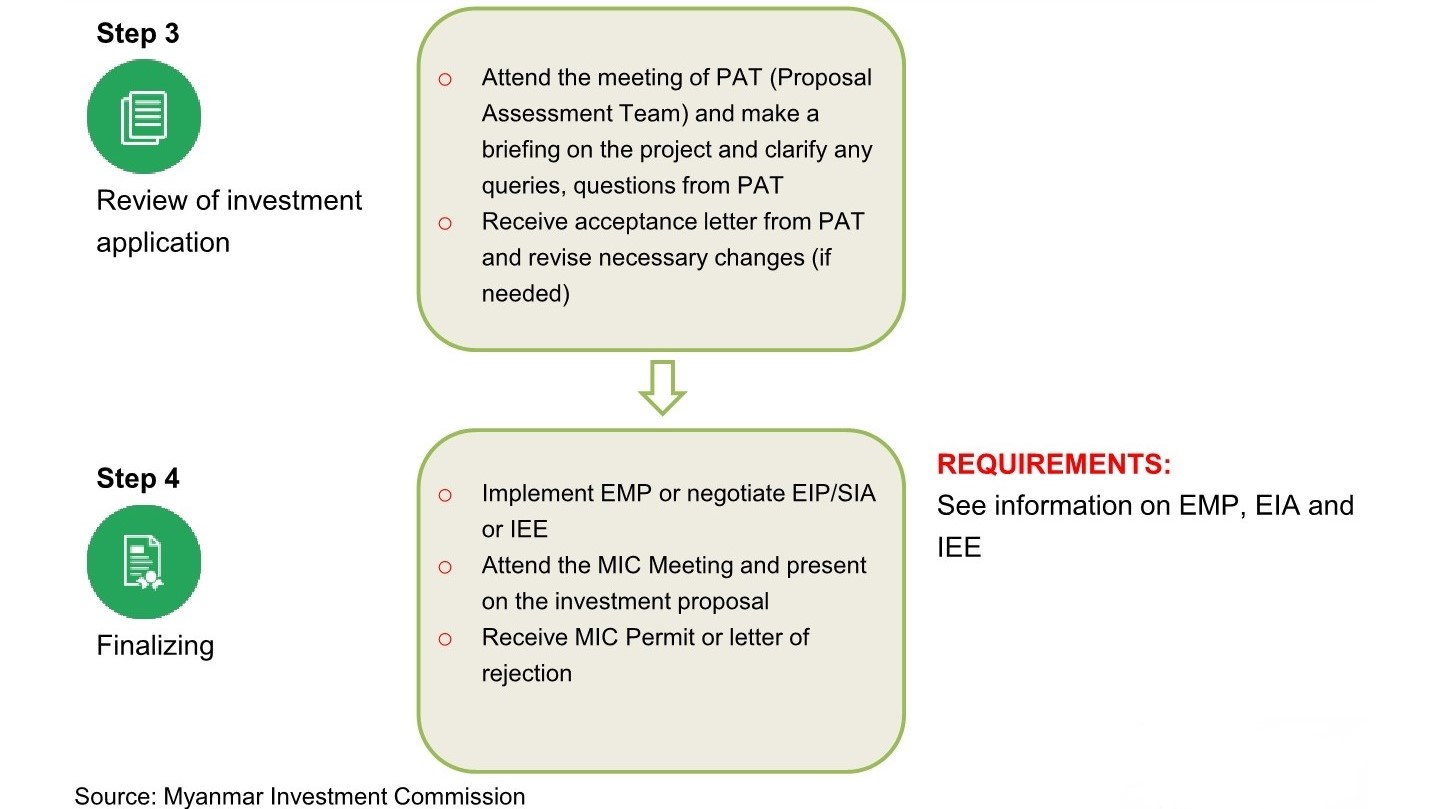 Step 3
Review of investment
application
○ Attend the meeting of PAT (Proposal
Assessment Team) and make a
briefing on the project and clarify any
queries, questions from PAT
○ Receive acceptance letter from PAT
and revise necessary changes (if
needed)
Step 4
Finalizing
○ Implement EMP or negotiate EIP/SIA
or IEE
○ Attend the MIC Meeting and present
on the investment proposal
○ Receive MIC Permit or letter of
rejection
REQUIREMENTS:
See information on EMP, EIA and
IEE
Source: Myanmar Investment Commission